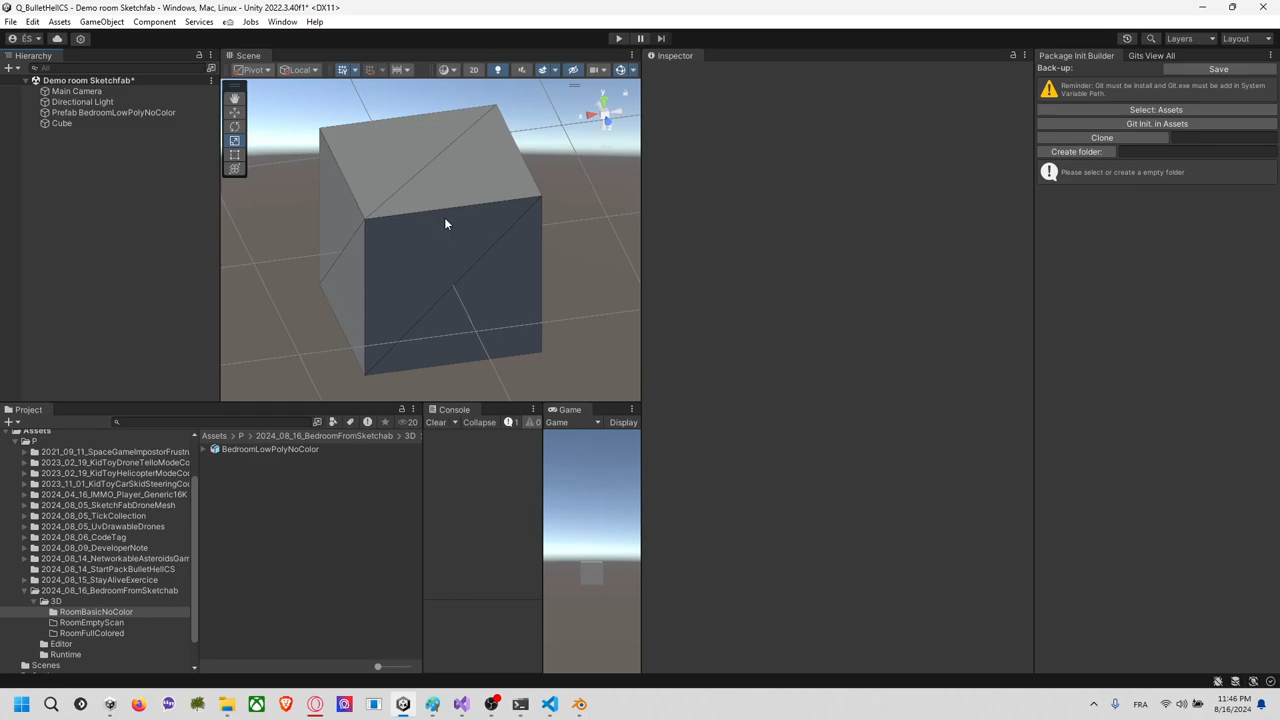 Q_BulletHellCS - Demo room Sketchfab - Windows, Mac, Linux - Unity 2022.3.40f1* <DX11>
File Edit Assets GameObject Component Services Jobs Window Help
ÉS Layers Layout
Hierarchy
All
Demo room Sketchfab*
Main Camera
Directional Light
Prefab BedroomLowPolyNoColor
Cube
Scene
Pivot Local 2D
y
x
z
Inspector
Package Init Builder Gits View All
Back-up: Save
Reminder: Git must be install and Git.exe must be add in System
Variable Path.
Select: Assets
Git Init. in Assets
Clone
Create folder:
Please select or create a empty folder
Project
20
Assets
P
2021_09_11_SpaceGameImpostorFrustru
2023_02_19_KidToyDroneTelloModeCo
2023_02_19_KidToyHelicopterModeCo
2023_11_01_KidToyCarSkidSteeringCo
2024_04_16_IMMO_Player_Generic16K
2024_08_05_SketchFabDroneMesh
2024_08_05_TickCollection
2024_08_05_UvDrawableDrones
2024_08_06_CodeTag
2024_08_09_DeveloperNote
2024_08_14_NetworkableAsteroidsGam
2024_08_14_StartPackBulletHellCS
2024_08_15_StayAliveExercice
2024_08_16_BedroomFromSketchab
3D
RoomBasicNoColor
RoomEmptyScan
RoomFullColored
Editor
Runtime
Scenes
Assets P 2024_08_16_BedroomFromSketchab 3D
BedroomLowPolyNoColor
Console
Clear Collapse 1 0
Game
Game Display
FRA 11:46 PM
8/16/2024